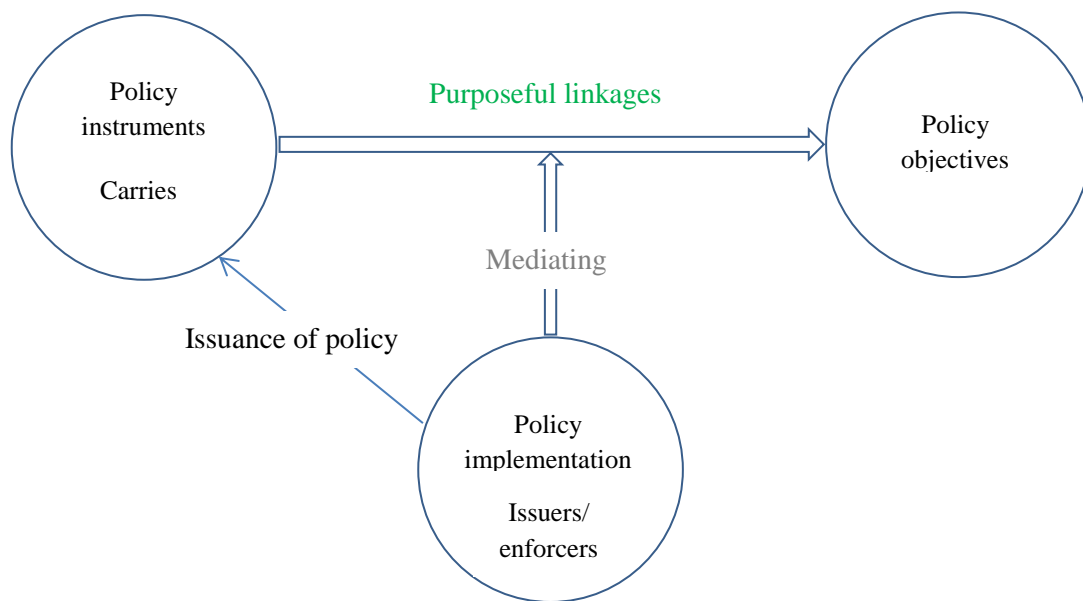 Policy
instruments
Carries
Purposeful linkages
Policy
objectives
Mediating
Issuance of policy
Policy
implementation
Issuers/
enforcers